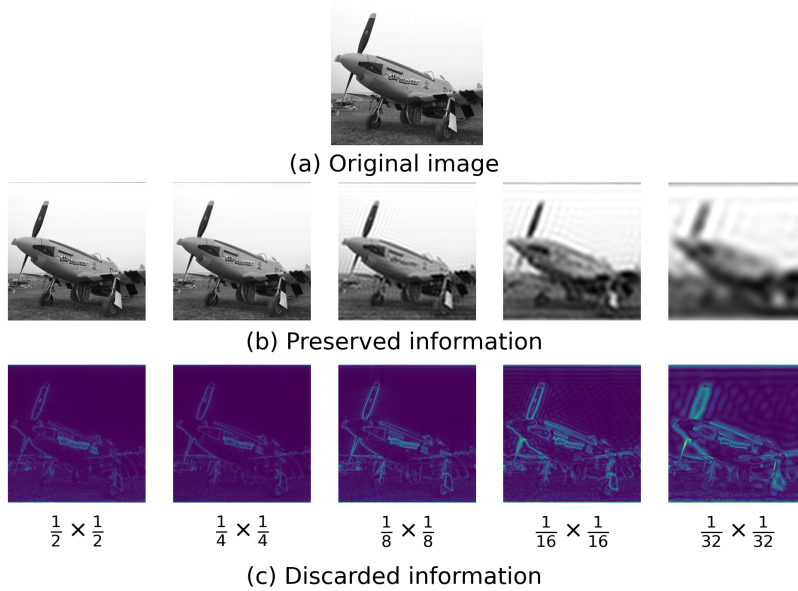 (a) Original image
(b) Preserved information
1/2 × 1/2
1/4 × 1/4
1/8 × 1/8
1/16 × 1/16
1/32 × 1/32
(c) Discarded information